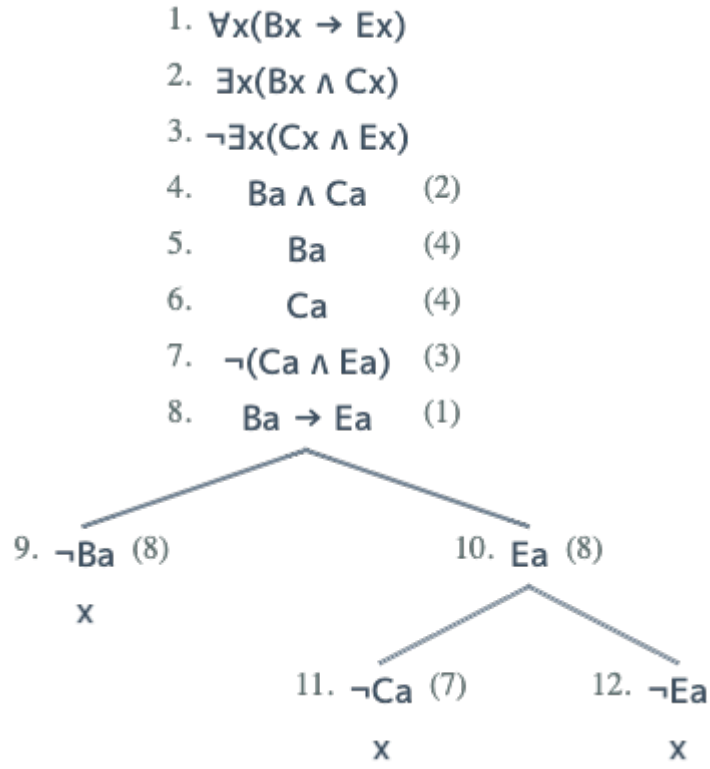 1. ∀x(Bx → Ex)
2. ∃x(Bx ∧ Cx)
3. ¬∃x(Cx ∧ Ex)
4. Ba ∧ Ca (2)
5. Ba (4)
6. Ca (4)
7. ¬(Ca ∧ Ea) (3)
8. Ba → Ea (1)
9. ¬Ba (8) 10. Ea (8)
x
11. ¬Ca (7) 12. ¬Ea
x x